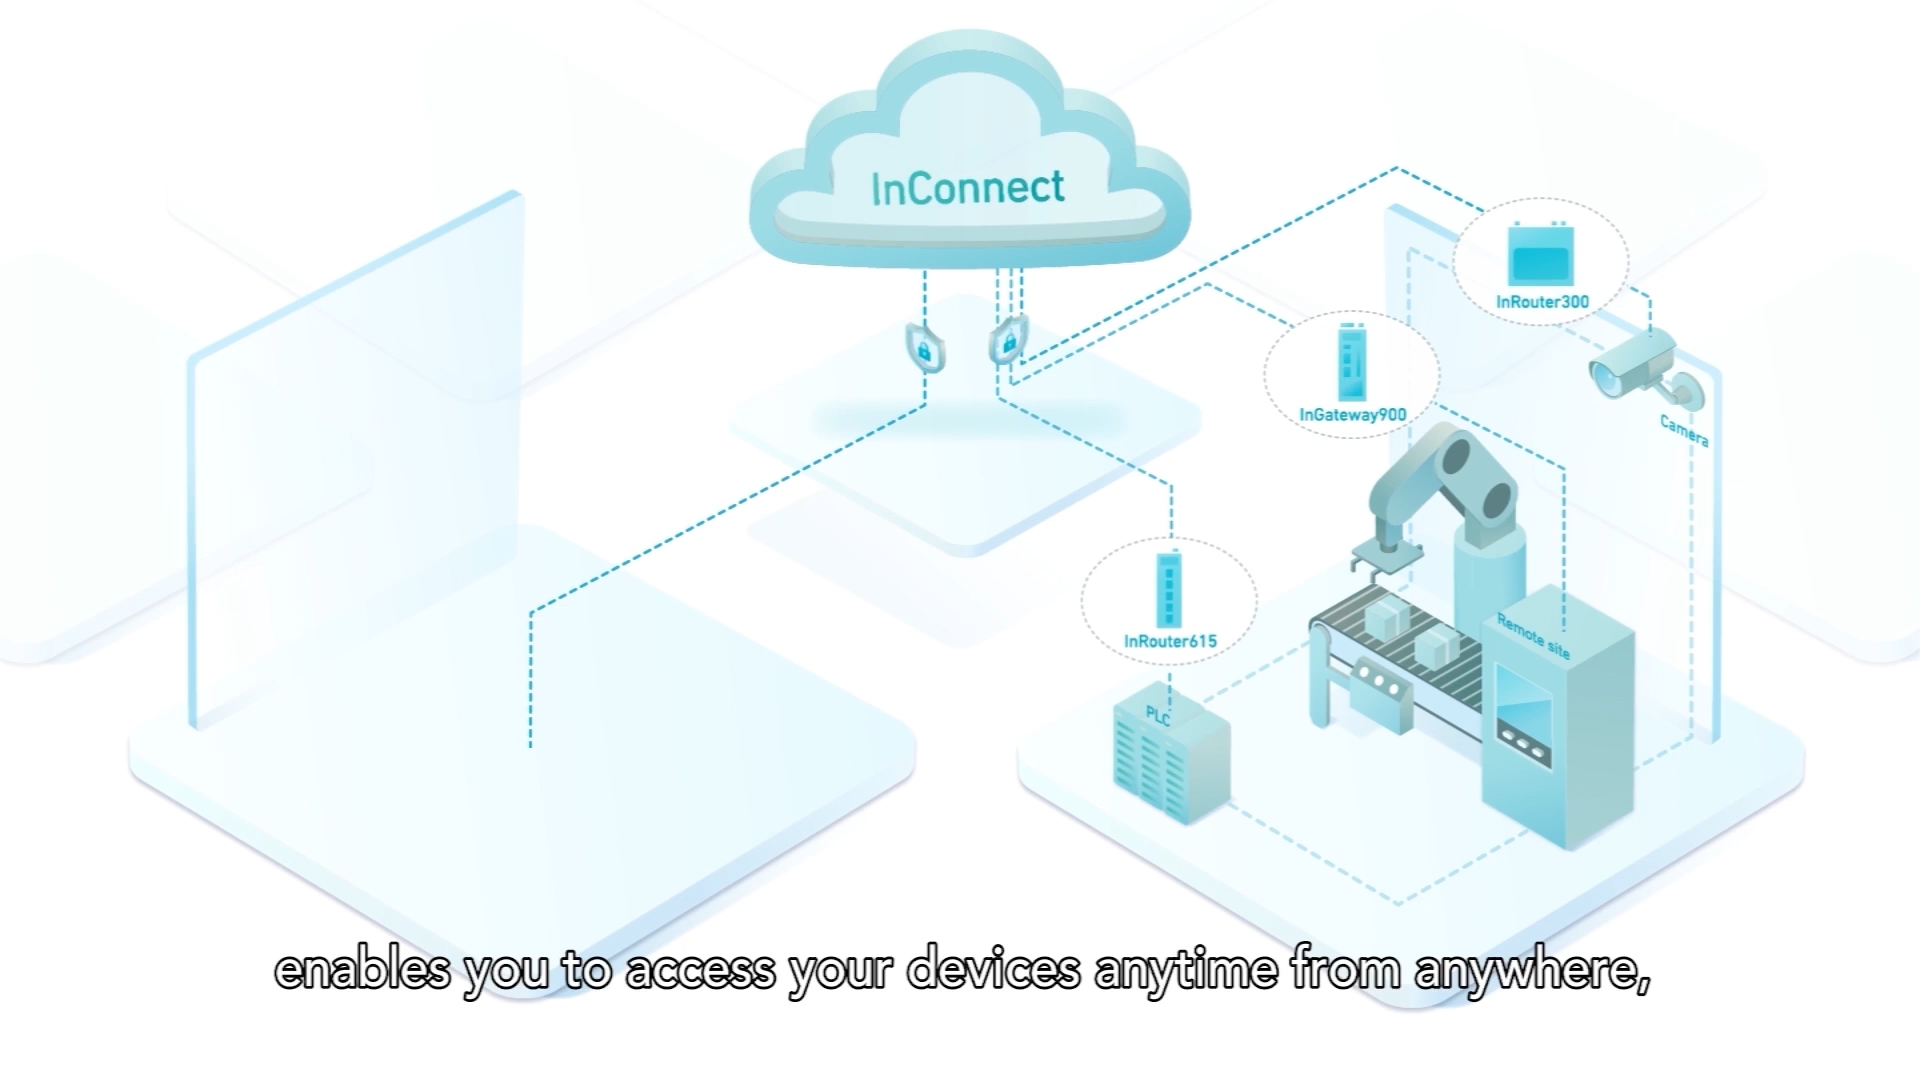 InConnect
InRouter300
InGateway900
Camera
InRouter615
Remote site
PLC
enables you to access your devices anytime from anywhere,